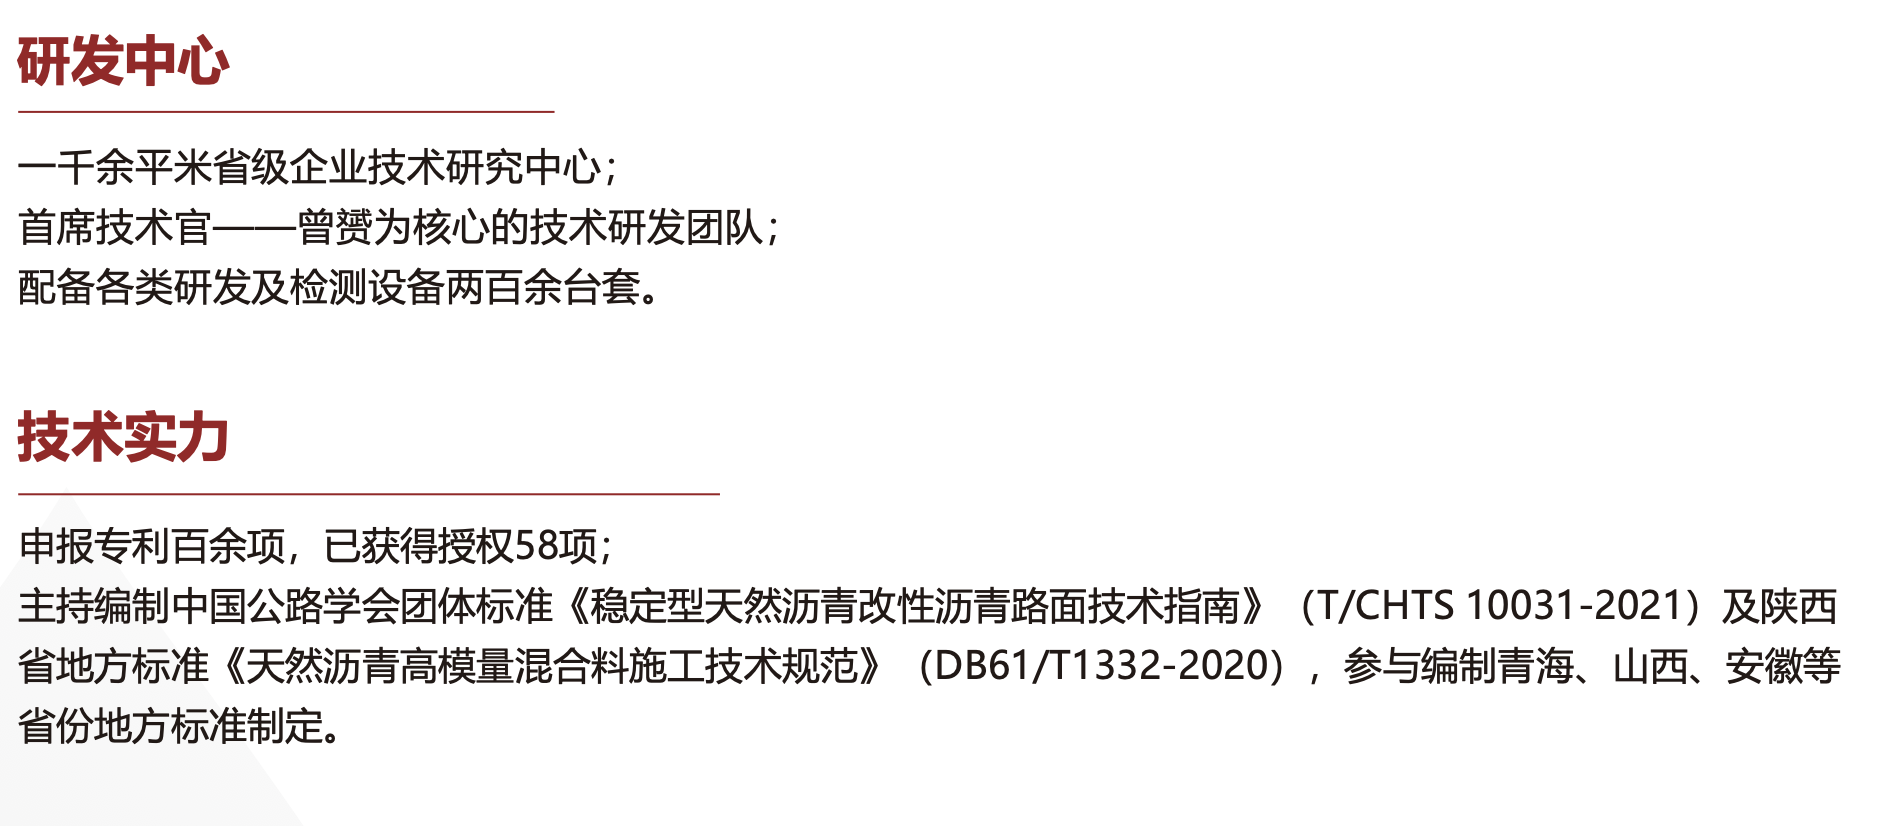 研发中心
一千余平米省级企业技术研究中心；
首席技术官——曾赟为核心的技术研发团队；
配备各类研发及检测设备两百余台套。
技术实力
申报专利百余项，已获得授权58项；
主持编制中国公路学会团体标准《稳定型天然沥青改性沥青路面技术指南》（T/CHTS 10031-2021）及陕西
省地方标准《天然沥青高模量混合料施工技术规范》（DB61/T1332-2020），参与编制青海、山西、安徽等
省份地方标准制定。